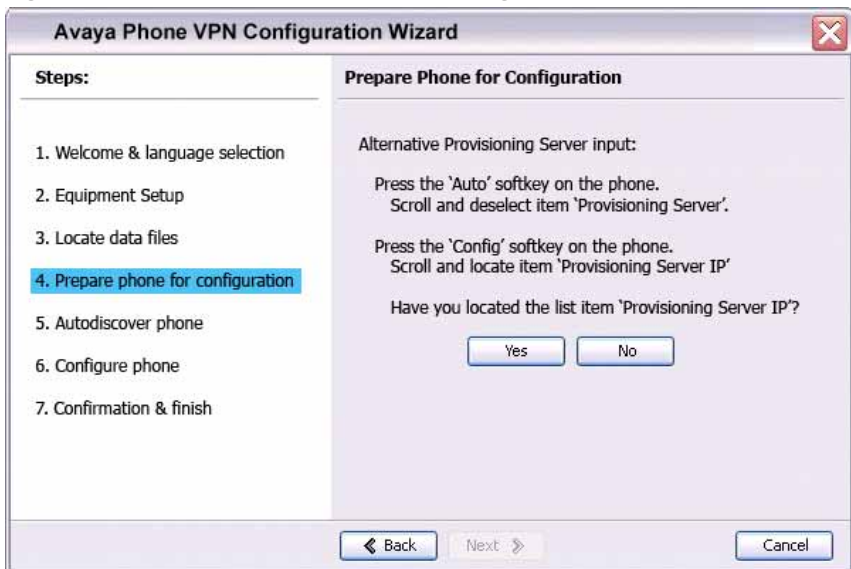 Avaya Phone VPN Configuration Wizard
Steps:
1. Welcome & language selection
2. Equipment Setup
3. Locate data files
4. Prepare phone for configuration
5. Autodiscover phone
6. Configure phone
7. Confirmation & finish
Prepare Phone for Configuration
Alternative Provisioning Server input:
Press the `Auto' softkey on the phone.
Scroll and deselect item `Provisioning Server'.
Press the `Config' softkey on the phone.
Scroll and locate item `Provisioning Server IP'
Have you located the list item `Provisioning Server IP'?
Yes No
Back Next Cancel